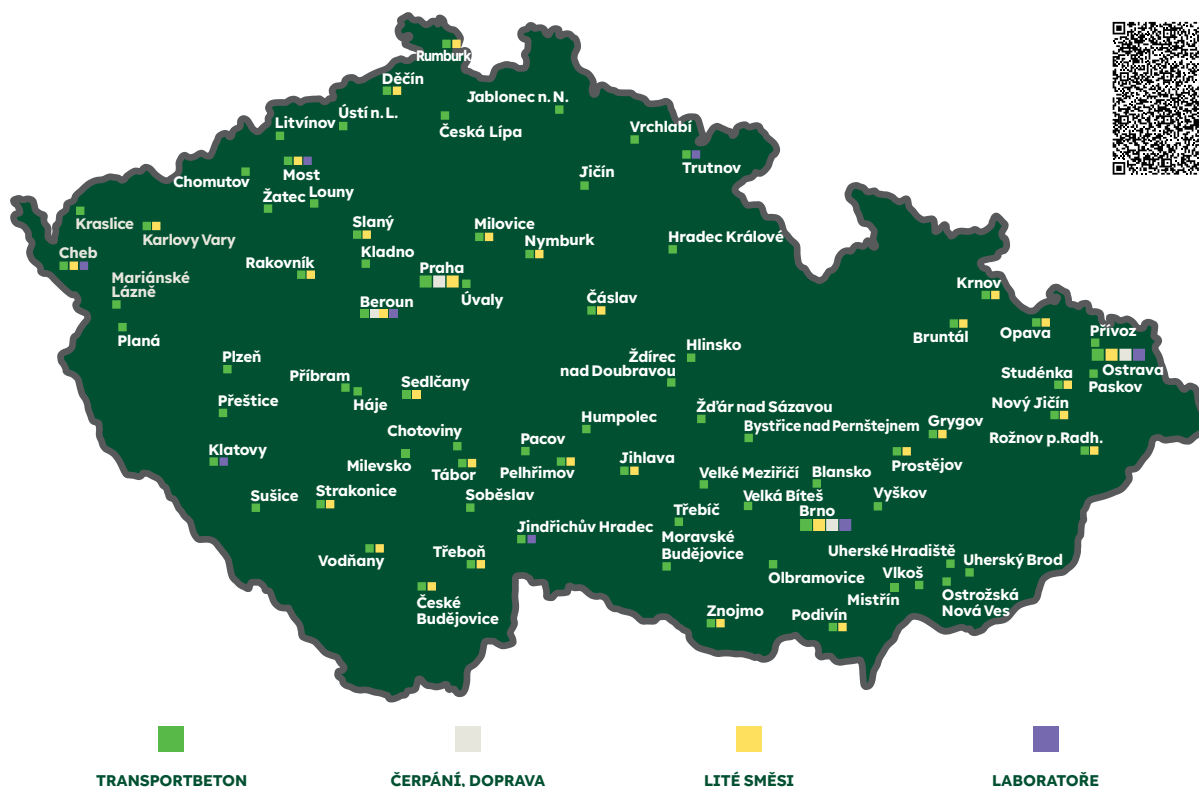 Rumburk
Děčín
Jablonec n. N.
Ústí n. L.
Litvínov
Česká Lípa
Vrchlabí
Most
Trutnov
Chomutov
Jičín
Žatec
Louny
Kraslice
Slaný
Milovice
Karlovy Vary
Nymburk
Hradec Králové
Cheb
Kladno
Rakovník
Praha
Mariánské
Lázně
Krnov
Úvaly
Čáslav
Beroun
Planá
Bruntál
Opava
Přívoz
Hlinsko
Plzeň
Ždírec
nad Doubravou
Ostrava
Příbram
Sedlčany
Studénka
Paskov
Háje
Přeštice
Nový Jičín
Žďár nad Sázavou
Humpolec
Grygov
Bystřice nad Pernštejnem
Chotoviny
Rožnov p.Radh.
Pacov
Klatovy
Milevsko
Jihlava
Prostějov
Tábor
Pelhřimov
Velké Meziříčí
Blansko
Strakonice
Sušice
Soběslav
Velká Bíteš
Vyškov
Třebíč
Brno
Jindřichův Hradec
Moravské
Budějovice
Třeboň
Uherské Hradiště
Vodňany
Uherský Brod
Olbramovice
Vlkoš
Mistřín
Ostrožská
Nová Ves
České
Budějovice
Znojmo
Podivín
TRANSPORTBETON
ČERPÁNÍ, DOPRAVA
LITÉ SMĚSI
LABORATOŘE